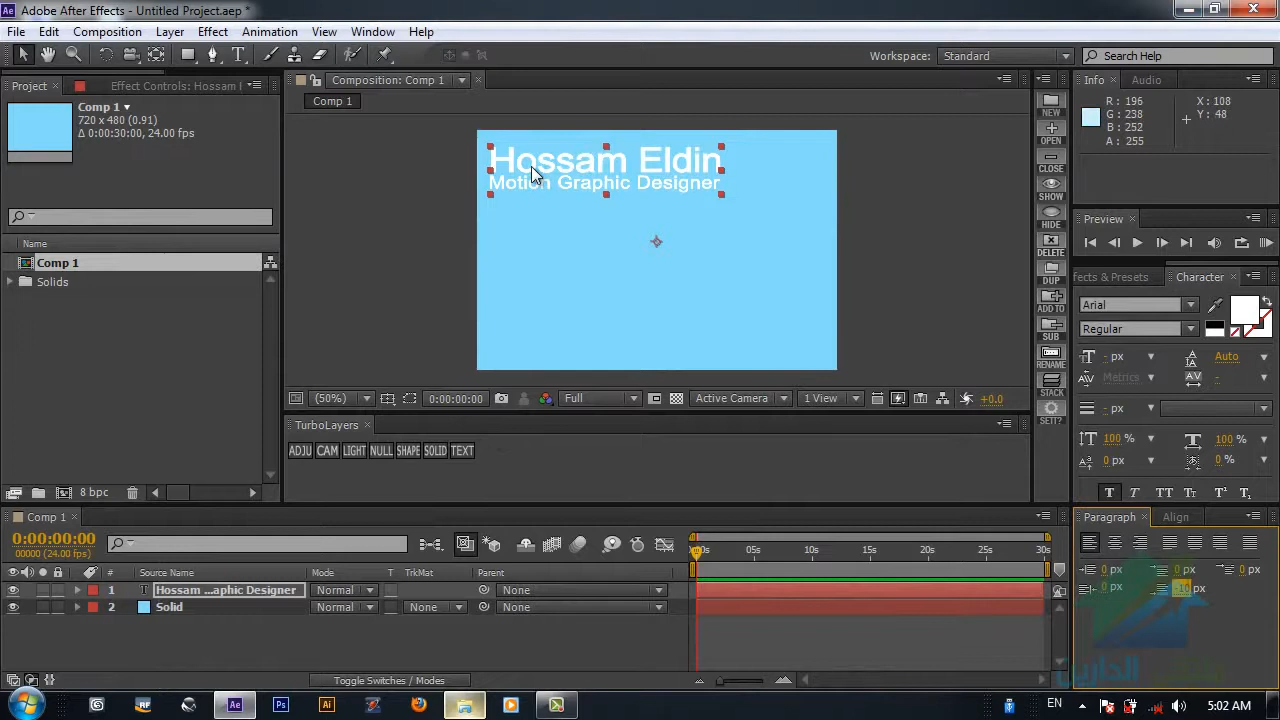 Adobe After Effects - Untitled Project.aep *
File Edit Composition Layer Effect Animation View Window Help
Workspace: Standard Search Help
Project Effect Controls: Hossam I
Composition: Comp 1
Info Audio
Comp 1
720 x 480 (0.91)
Δ 0:00:30:00, 24.00 fps
Comp 1
R : 196
G : 238
B : 252
A : 255
X : 108
Y : 48
NEW
OPEN
CLOSE
SHOW
HIDE
DELETE
DUP
ADD TO
SUB
RENAME
STACK
SETT?
Hossam Eldin
Motion Graphic Designer
Preview
Name
Comp 1
Solids
fects & Presets Character
Arial
Regular
- px Auto
Metrics -
- px
100 % 100 %
0 px 0 %
T T TT Tr T¹ T₁
(50%) 0:00:00:00 Full Active Camera 1 View +0.0
TurboLayers
ADJU CAM LIGHT NULL SHAPE SOLID TEXT
8 bpc
Comp 1
Paragraph Align
0:00:00:00
00000 (24.00 fps)
00s 05s 10s 15s 20s 25s 30s
# Source Name Mode T TrkMat Parent
1 T Hossam ...aphic Designer Normal None
2 Solid Normal None None
0 px 0 px 0 px
0 px -10 px
Toggle Switches / Modes
EN 5:02 AM